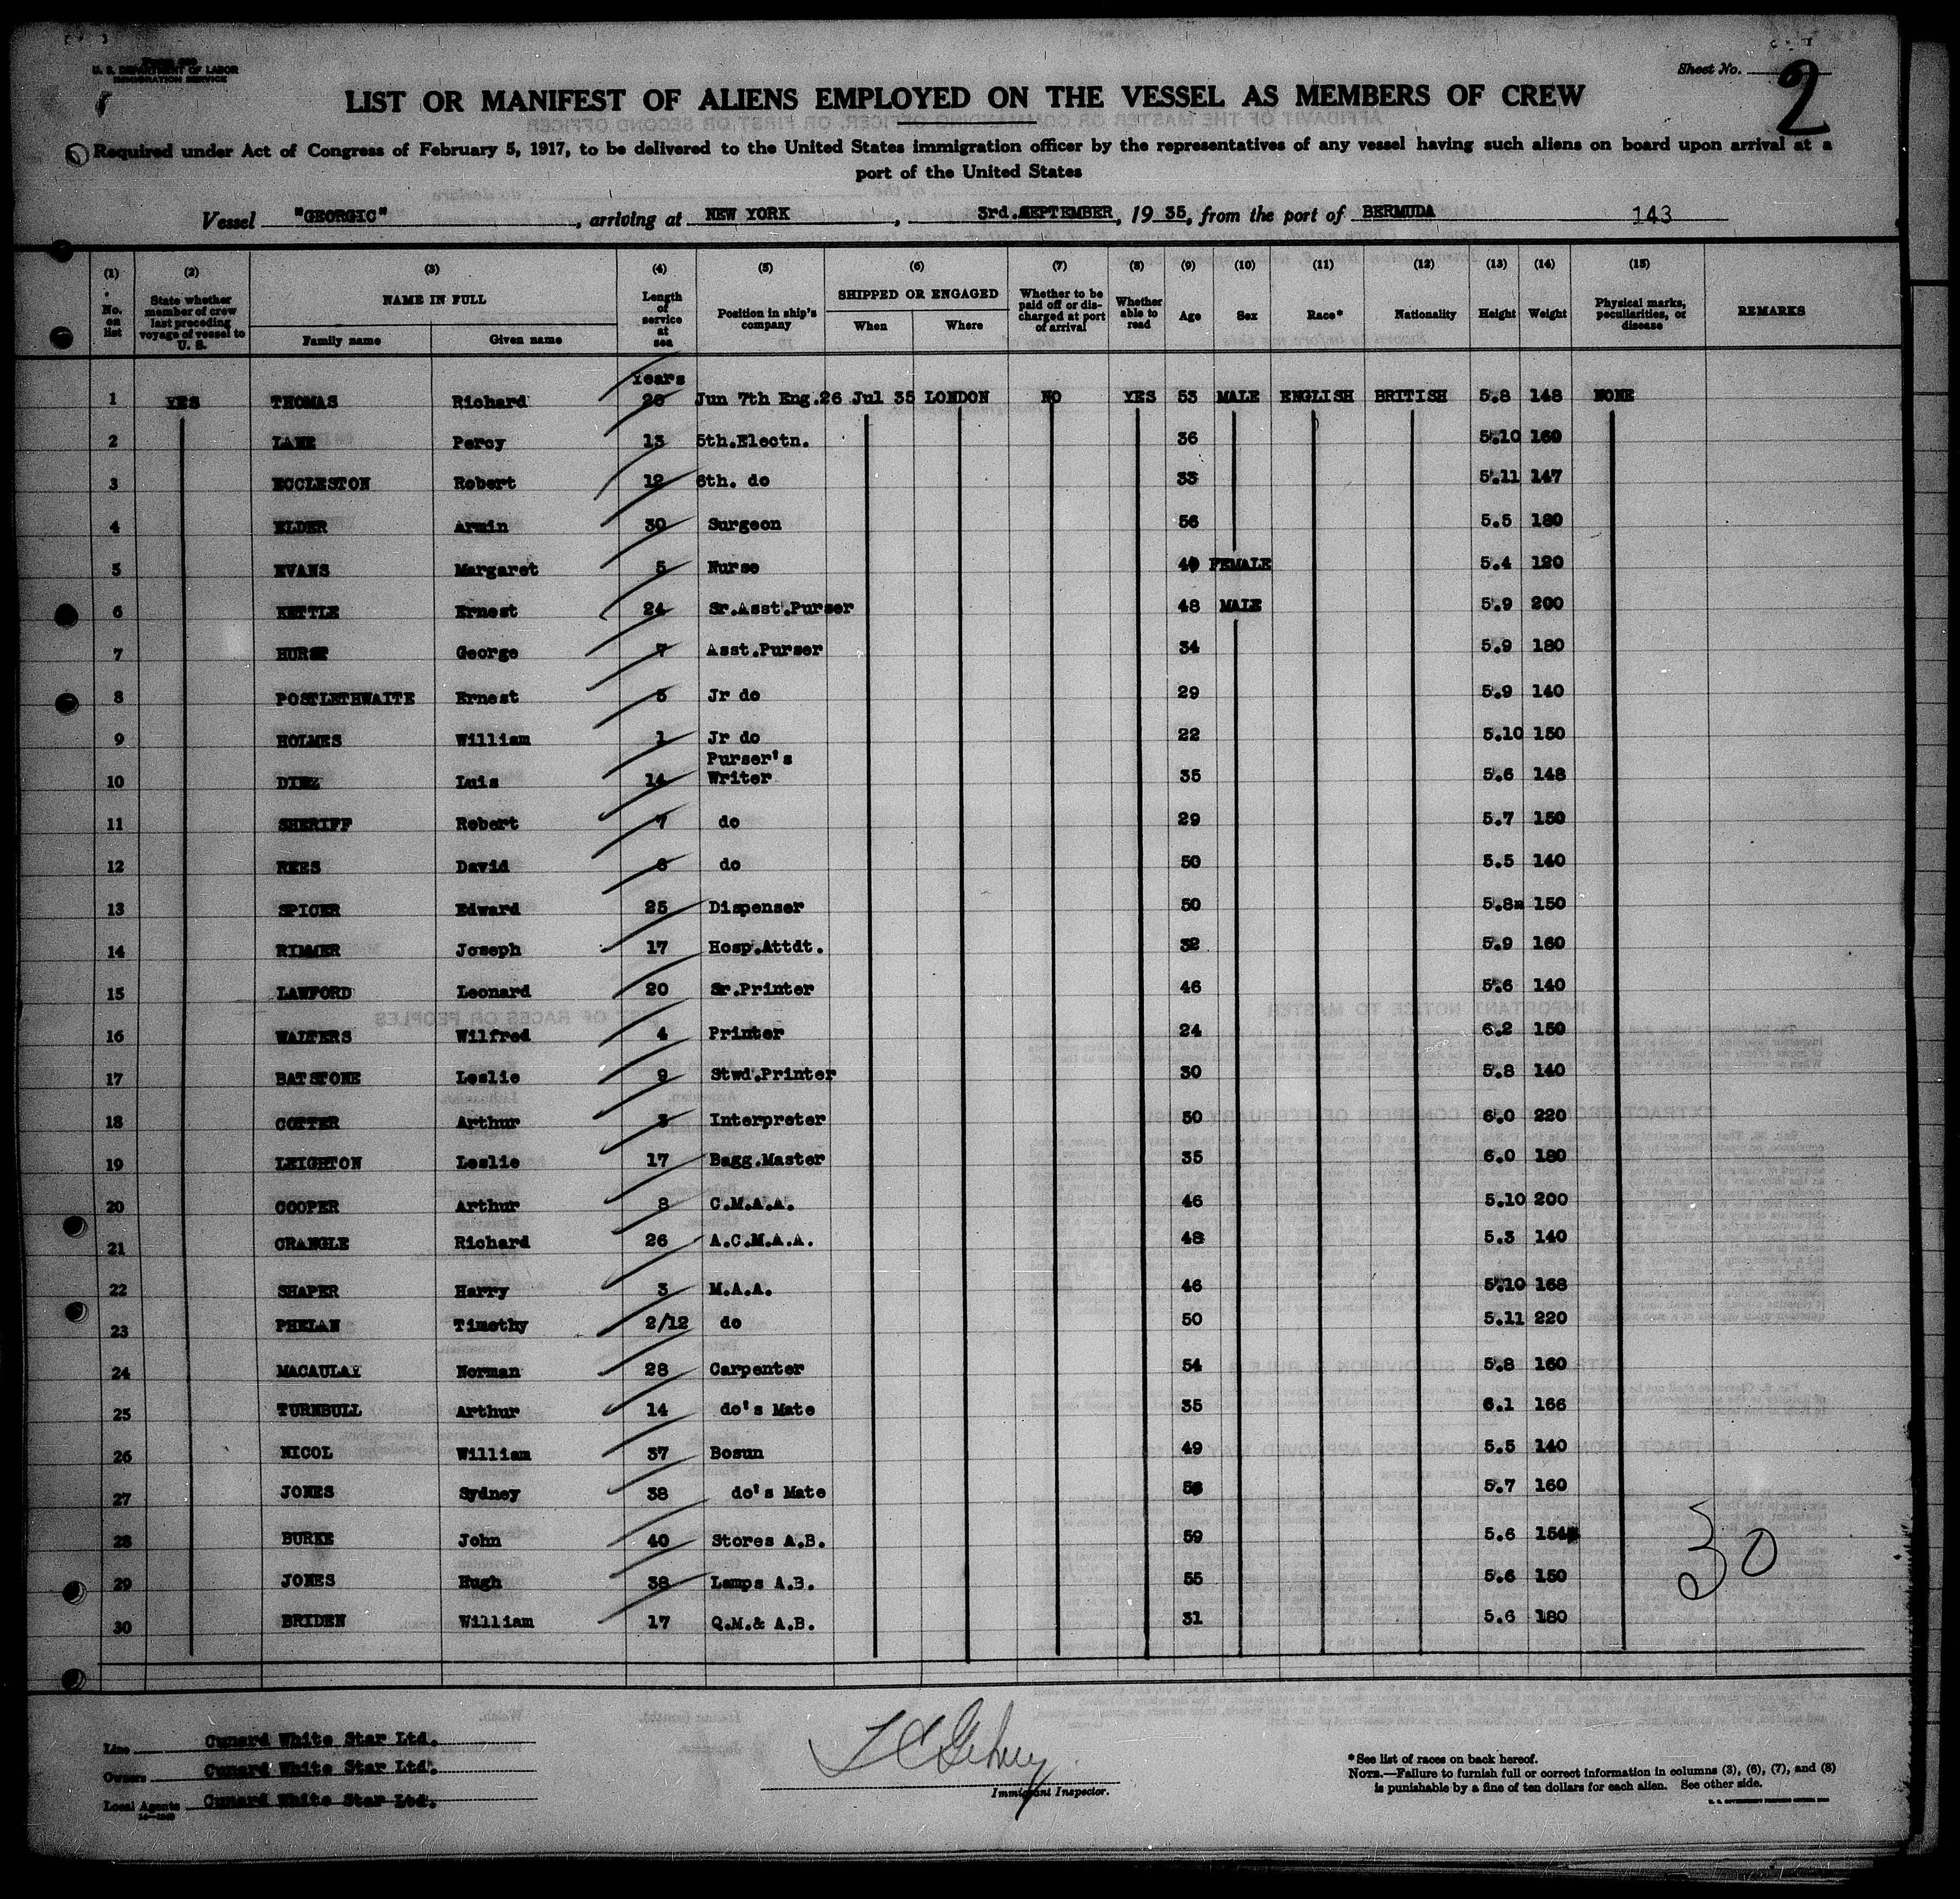 U. S. DEPARTMENT OF LABOR
IMMIGRATION SERVICE
Sheet No. 2
LIST OR MANIFEST OF ALIENS EMPLOYED ON THE VESSEL AS MEMBERS OF CREW
Required under Act of Congress of February 5, 1917, to be delivered to the United States immigration officer by the representatives of any vessel having such aliens on board upon arrival at a
port of the United States
Vessel "GEORGIC", arriving at NEW YORK, 3rd. SEPTEMBER, 1935, from the port of BERMUDA 143
(1) (2) (3) (4) (5) (6) (7) (8) (9) (10) (11) (12) (13) (14) (15)
No. on list
State whether member of crew last preceding voyage of vessel to U. S.
NAME IN FULL
Family name
Given name
Length of service at sea
Position in ship's company
SHIPPED OR ENGAGED
When
Where
Whether to be paid off or discharged at port of arrival
Whether able to read
Age
Sex
Race*
Nationality
Height
Weight
Physical marks, peculiarities, or disease
REMARKS
Years
1 YES THOMAS Richard 26 Jun 7th Eng. 26 Jul 35 LONDON NO YES 53 MALE ENGLISH BRITISH 5.8 148 NONE
2 LANE Percy 13 5th.Electn. 36 5.10 160
3 ECCLESTON Robert 12 6th. do 33 5.11 147
4 ELDER Armin 30 Surgeon 56 5.5 180
5 EVANS Margaret 5 Nurse 40 FEMALE 5.4 120
6 KETTLE Ernest 24 Sr.Asst.Purser 48 MALE 5.9 200
7 HURST George 7 Asst.Purser 34 5.9 180
8 POSTLETHWAITE Ernest 5 Jr do 29 5.9 140
9 HOLMES William 1 Jr do 22 5.10 150
Purser's
10 DIEZ Luis 14 Writer 35 5.6 148
11 SHERIFF Robert 7 do 29 5.7 150
12 REES David 6 do 50 5.5 140
13 SPICER Edward 25 Dispenser 50 5.8 150
14 RIMMER Joseph 17 Hosp.Attdt. 32 5.9 160
15 LAWFORD Leonard 20 Sr.Printer 46 5.6 140
16 WALTERS Wilfred 4 Printer 24 6.2 150
17 BATSTONE Leslie 9 Stwd.Printer 30 5.8 140
18 COTTER Arthur 3 Interpreter 50 6.0 220
19 LEIGHTON Leslie 17 Bagg.Master 35 6.0 180
20 COOPER Arthur 8 C.M.A.A. 46 5.10 200
21 CRANGLE Richard 26 A.C.M.A.A. 48 5.3 140
22 SHAPER Harry 3 M.A.A. 46 5.10 168
23 PHELAN Timothy 2/12 do 50 5.11 220
24 MACAULAY Norman 28 Carpenter 54 5.8 160
25 TURNBULL Arthur 14 do's Mate 35 6.1 166
26 NICOL William 37 Bosun 49 5.5 140
27 JONES Sydney 38 do's Mate 5.7 160
28 BURKE John 40 Stores A.B. 59 5.6 154
29 JONES Hugh 38 Lamps A.B. 55 5.6 150
30 BRIDEN William 17 Q.M.& A.B. 31 5.6 180
30
Line Cunard White Star Ltd.
Owners Cunard White Star Ltd.
Local Agents Cunard White Star Ltd.
Immigrant Inspector.
*See list of races on back hereof.
NOTE.—Failure to furnish full or correct information in columns (3), (6), (7), and (8)
is punishable by a fine of ten dollars for each alien. See other side.